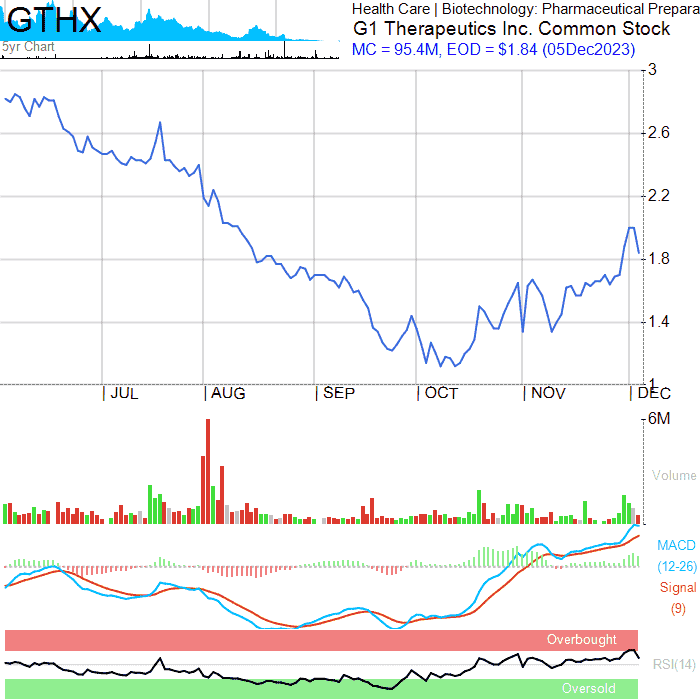 GTHX
5yr Chart
Health Care | Biotechnology: Pharmaceutical Prepara
G1 Therapeutics Inc. Common Stock
MC = 95.4M, EOD = $1.84 (05Dec2023)
3
2.6
2.2
1.8
1.4
1
| JUL | AUG | SEP | OCT | NOV | DEC
6M
Volume
MACD
(12-26)
Signal
(9)
Overbought
RSI(14)
Oversold